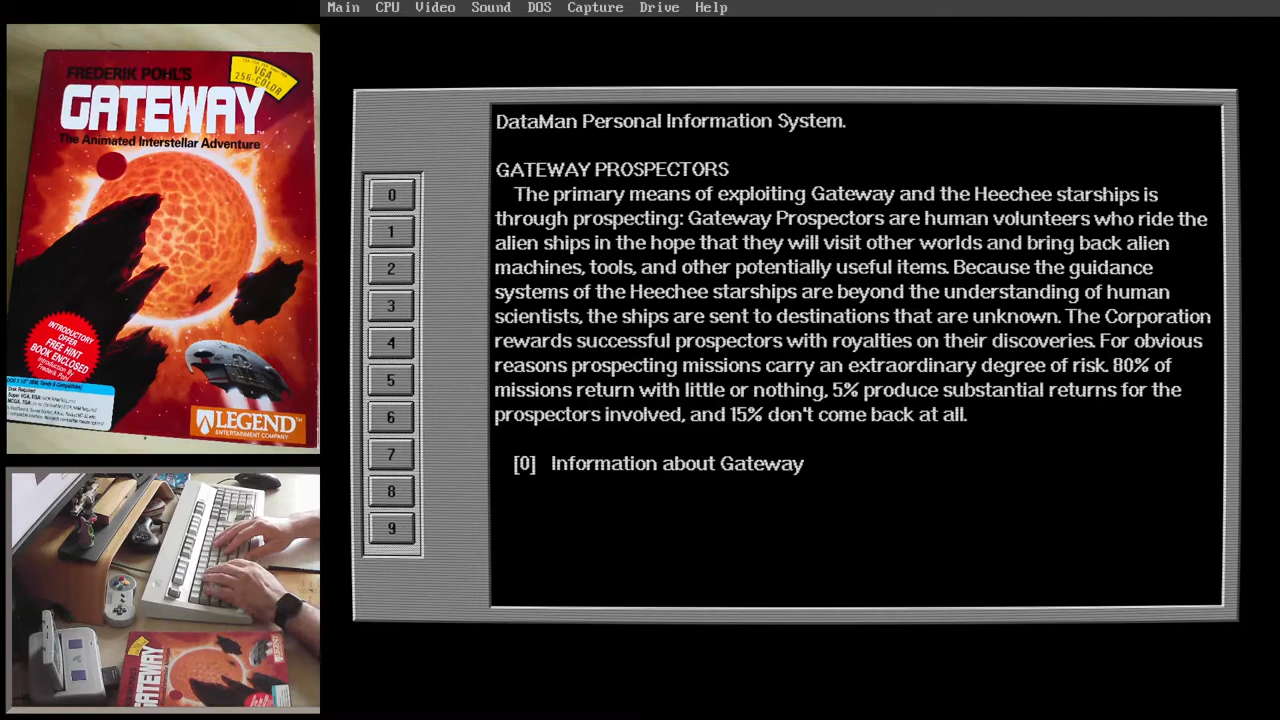 Main CPU Video Sound DOS Capture Drive Help
FREDERIK POHL'S
VGA
256-COLOR
GATEWAY
The Animated Interstellar Adventure
INTRODUCTORY
OFFER
FREE HINT
BOOK ENCLOSED
Introduction By
Frederik Pohl
LEGEND
ENTERTAINMENT COMPANY
0
1
2
3
4
5
6
7
8
9
DataMan Personal Information System.
GATEWAY PROSPECTORS
The primary means of exploiting Gateway and the Heechee starships is
through prospecting: Gateway Prospectors are human volunteers who ride the
alien ships in the hope that they will visit other worlds and bring back alien
machines, tools, and other potentially useful items. Because the guidance
systems of the Heechee starships are beyond the understanding of human
scientists, the ships are sent to destinations that are unknown. The Corporation
rewards successful prospectors with royalties on their discoveries. For obvious
reasons prospecting missions carry an extraordinary degree of risk. 80% of
missions return with little or nothing, 5% produce substantial returns for the
prospectors involved, and 15% don't come back at all.
[0] Information about Gateway
GATEWAY